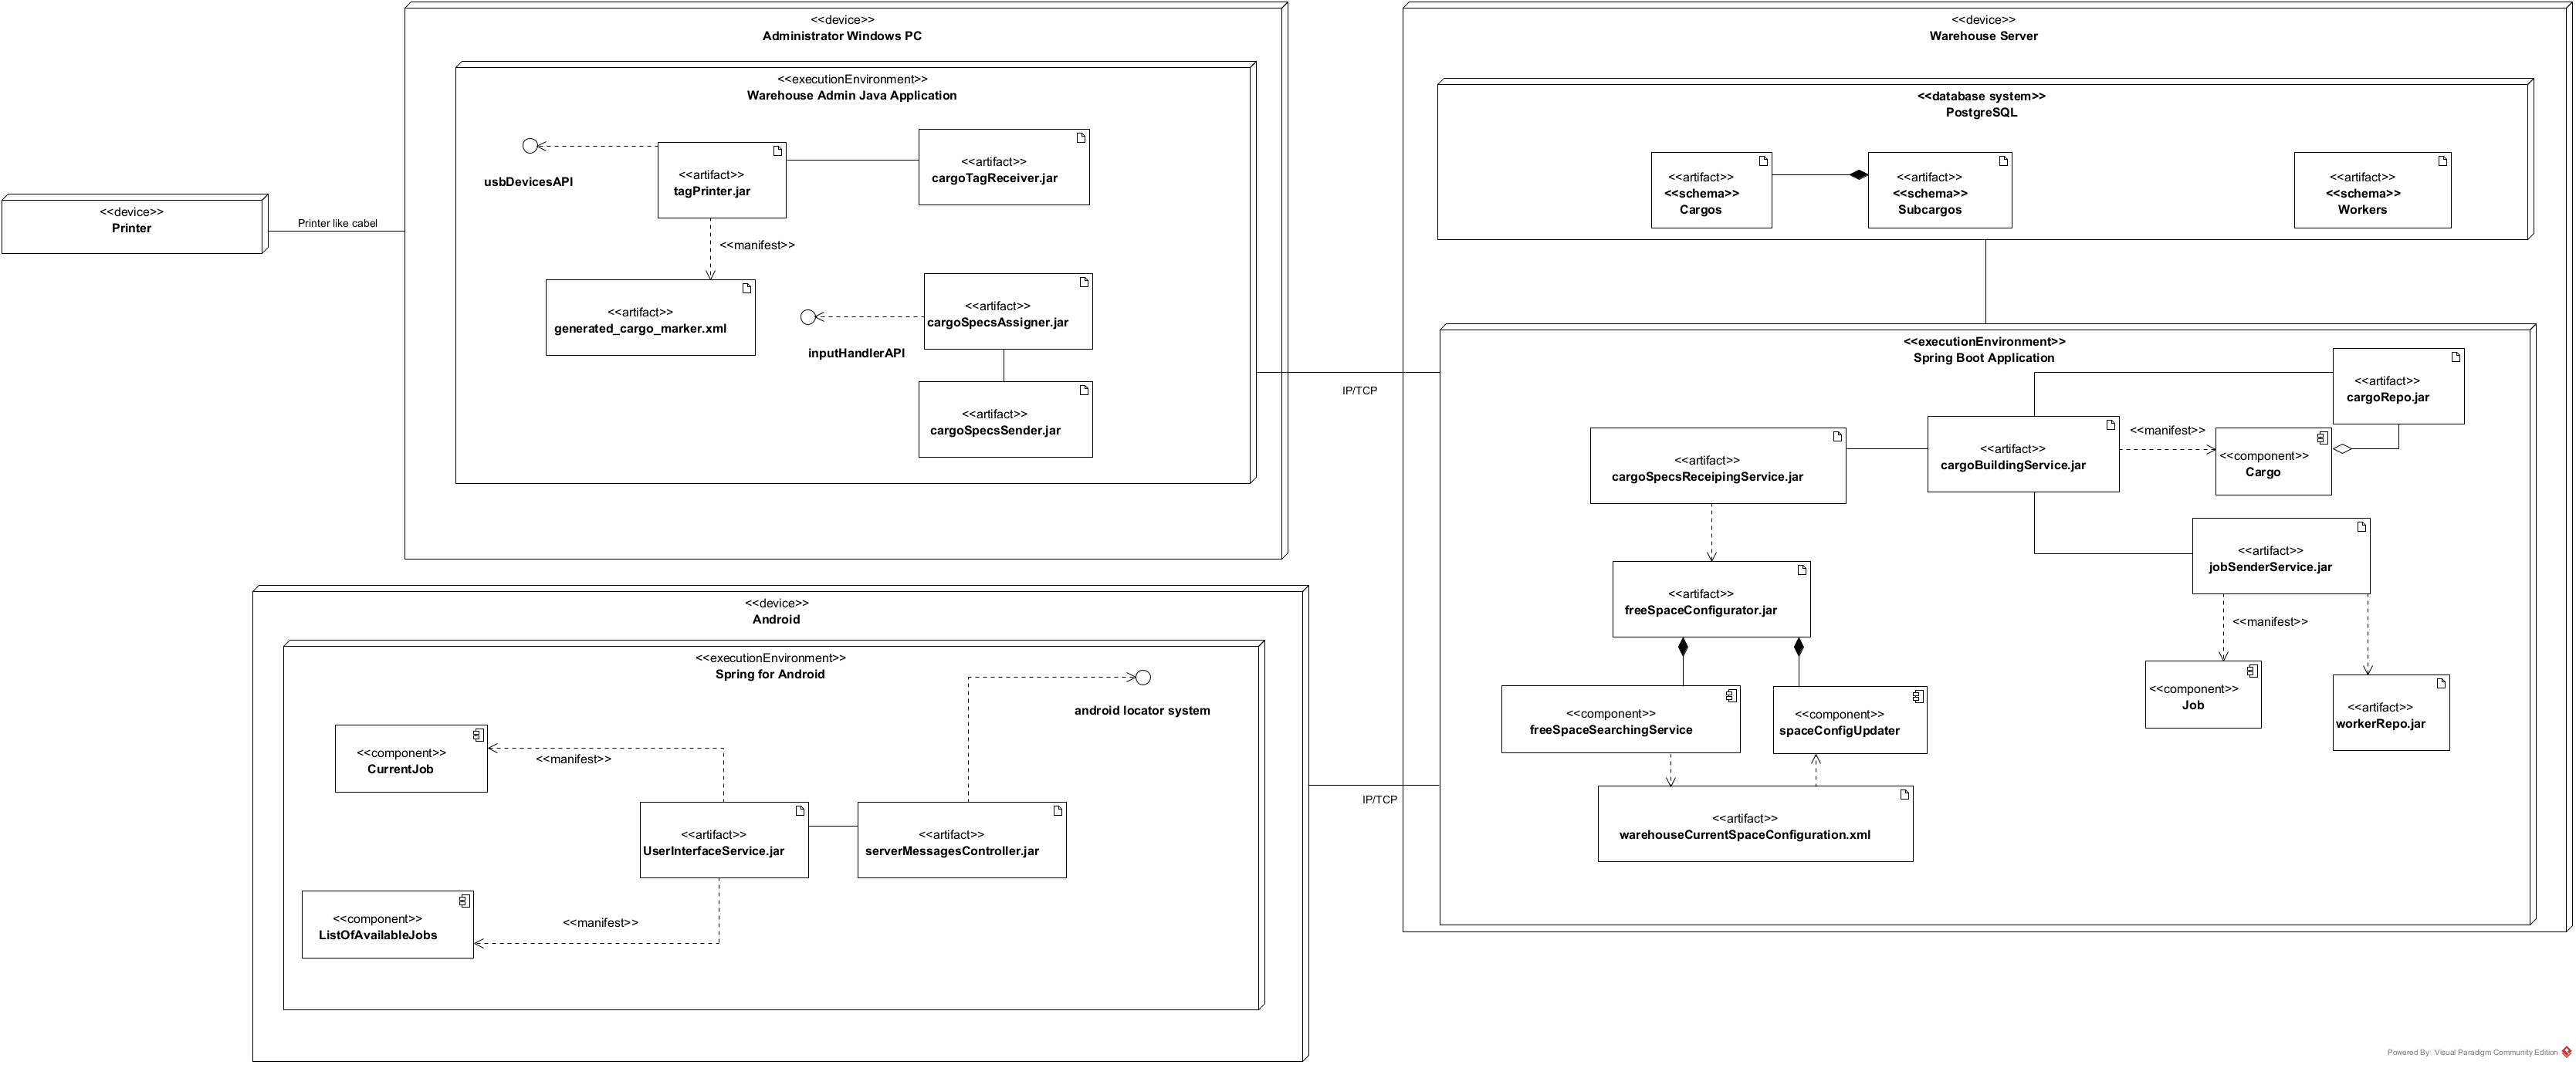 <<device>>
Printer
Printer like cabel
<<device>>
Administrator Windows PC
<<executionEnvironment>>
Warehouse Admin Java Application
usbDevicesAPI
<<artifact>>
tagPrinter.jar
<<artifact>>
cargoTagReceiver.jar
<<manifest>>
<<artifact>>
generated_cargo_marker.xml
inputHandlerAPI
<<artifact>>
cargoSpecsAssigner.jar
<<artifact>>
cargoSpecsSender.jar
IP/TCP
<<device>>
Android
<<executionEnvironment>>
Spring for Android
android locator system
<<component>>
CurrentJob
<<manifest>>
<<artifact>>
UserInterfaceService.jar
<<artifact>>
serverMessagesController.jar
<<component>>
ListOfAvailableJobs
<<manifest>>
IP/TCP
<<device>>
Warehouse Server
<<database system>>
PostgreSQL
<<artifact>>
<<schema>>
Cargos
<<artifact>>
<<schema>>
Subcargos
<<artifact>>
<<schema>>
Workers
<<executionEnvironment>>
Spring Boot Application
<<artifact>>
cargoRepo.jar
<<artifact>>
cargoSpecsReceipingService.jar
<<artifact>>
cargoBuildingService.jar
<<manifest>>
<<component>>
Cargo
<<artifact>>
jobSenderService.jar
<<artifact>>
freeSpaceConfigurator.jar
<<manifest>>
<<component>>
Job
<<artifact>>
workerRepo.jar
<<component>>
freeSpaceSearchingService
<<component>>
spaceConfigUpdater
<<artifact>>
warehouseCurrentSpaceConfiguration.xml
Powered By: Visual Paradigm Community Edition